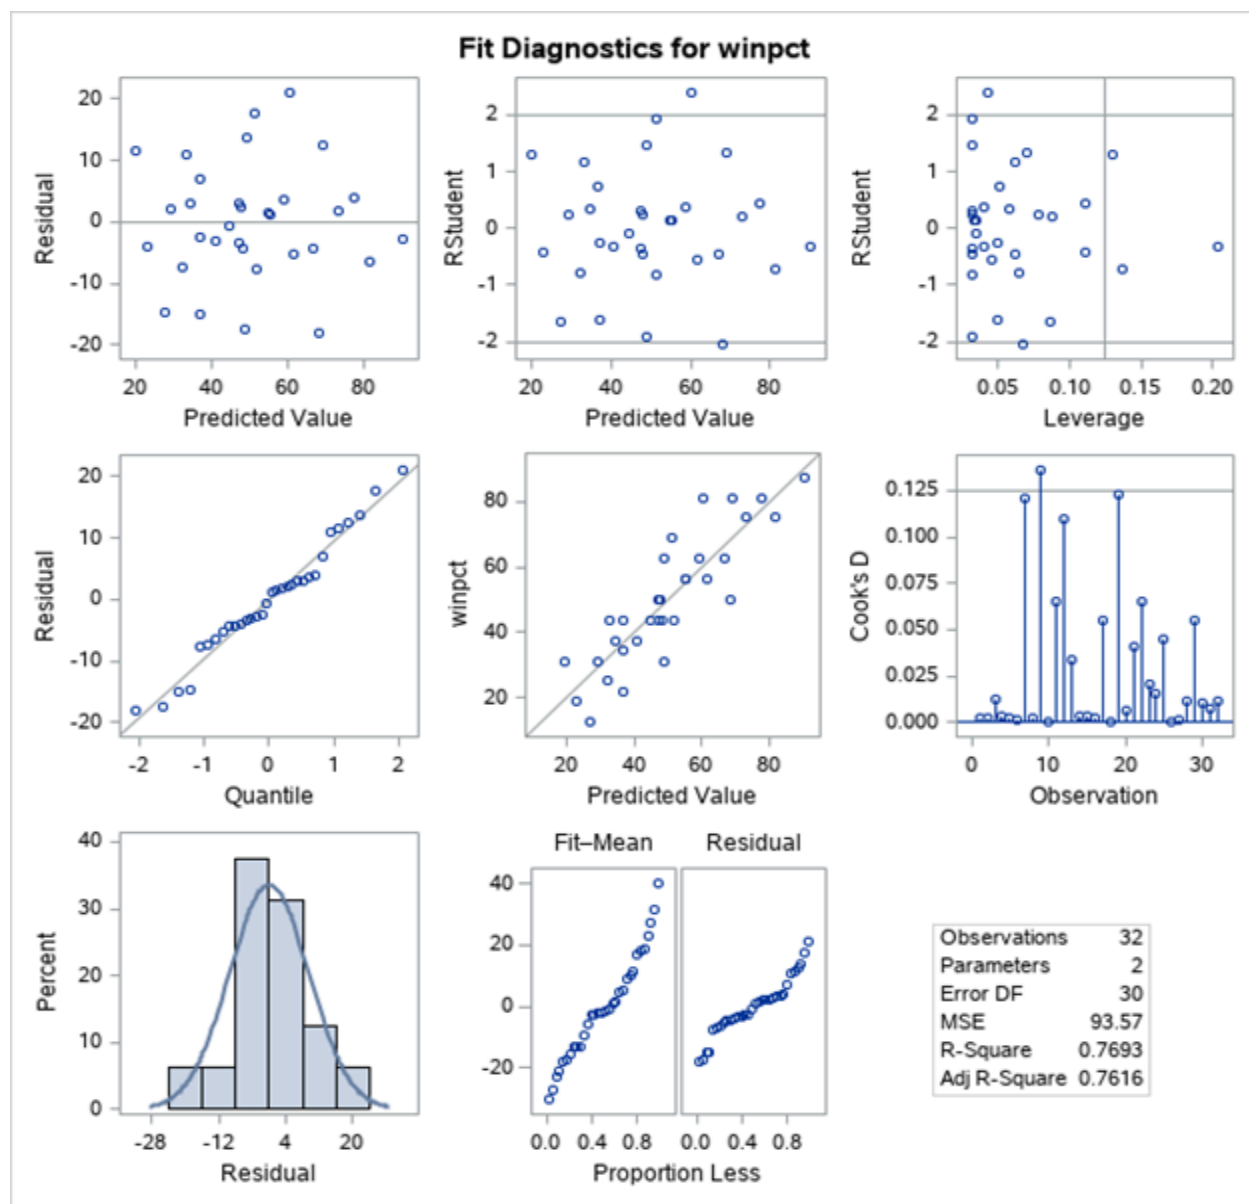 Fit Diagnostics for winpct
20
10
0
-10
-20
Residual
20 40 60 80
Predicted Value
2
1
0
-1
-2
RStudent
20 40 60 80
Predicted Value
2
1
0
-1
-2
RStudent
0.05 0.10 0.15 0.20
Leverage
20
10
0
-10
-20
Residual
-2 -1 0 1 2
Quantile
80
60
40
20
winpct
20 40 60 80
Predicted Value
0.125
0.100
0.075
0.050
0.025
0.000
Cook's D
0 10 20 30
Observation
40
30
20
10
0
Percent
-28 -12 4 20
Residual
Fit–Mean Residual
40
20
0
-20
0.0 0.4 0.8 0.0 0.4 0.8
Proportion Less
Observations 32
Parameters 2
Error DF 30
MSE 93.57
R-Square 0.7693
Adj R-Square 0.7616